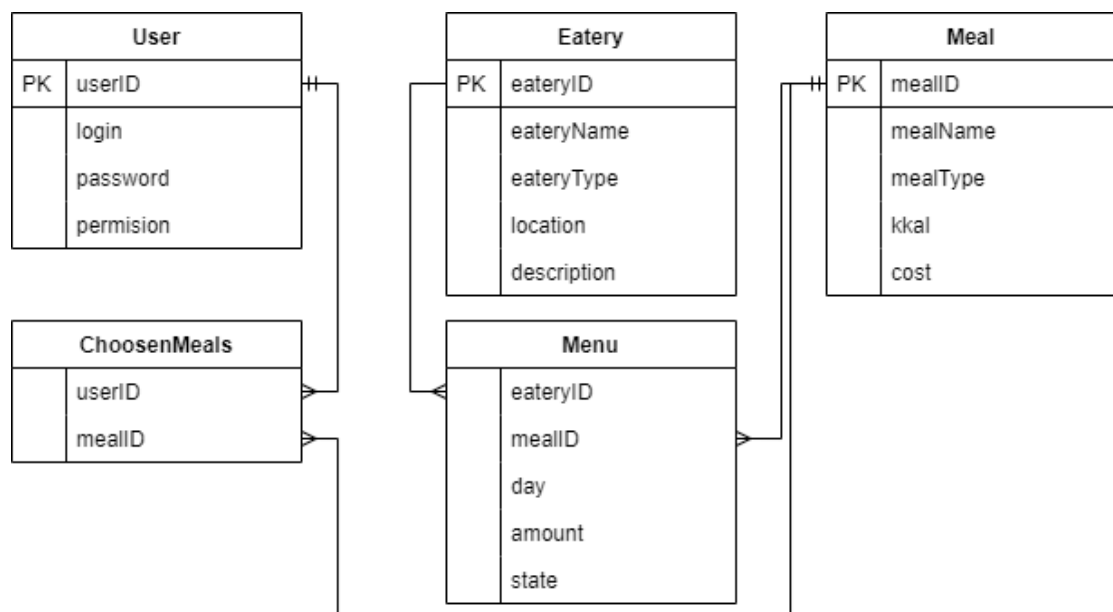 User
PK userID
login
password
permision
Eatery
PK eateryID
eateryName
eateryType
location
description
Meal
PK mealID
mealName
mealType
kkal
cost
ChoosenMeals
userID
mealID
Menu
eateryID
mealID
day
amount
state